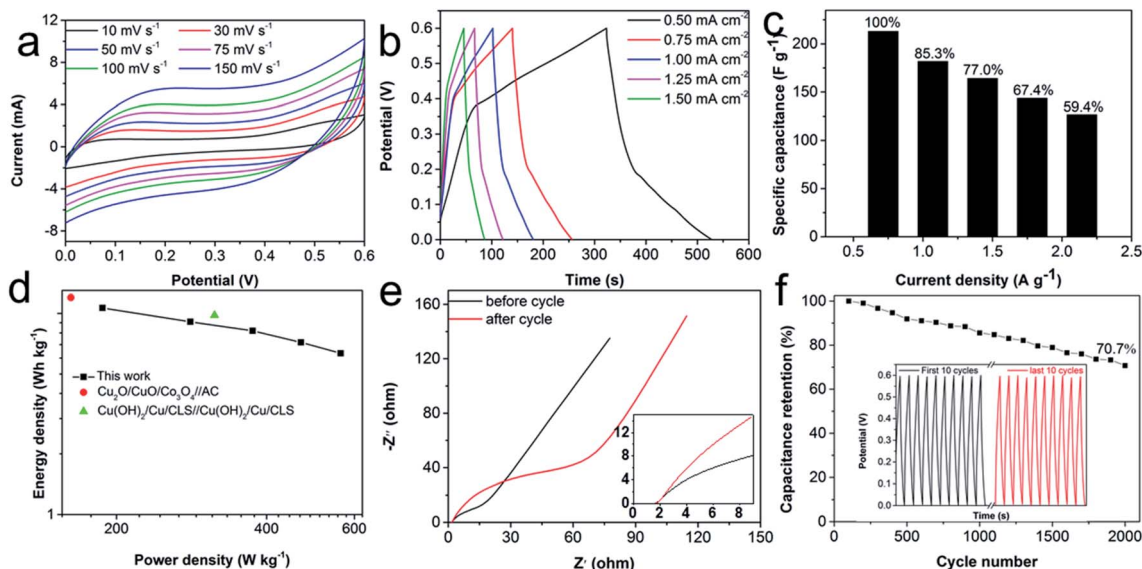 a
10 mV s⁻¹ 30 mV s⁻¹
50 mV s⁻¹ 75 mV s⁻¹
100 mV s⁻¹ 150 mV s⁻¹
12
8
4
0
-4
-8
Current (mA)
0.0 0.1 0.2 0.3 0.4 0.5 0.6
Potential (V)
b
0.50 mA cm⁻²
0.75 mA cm⁻²
1.00 mA cm⁻²
1.25 mA cm⁻²
1.50 mA cm⁻²
0.6
0.5
0.4
0.3
0.2
0.1
0.0
Potential (V)
0 100 200 300 400 500 600
Time (s)
c
100%
85.3%
77.0%
67.4%
59.4%
200
150
100
50
0
Specific capacitance (F g⁻¹)
0.5 1.0 1.5 2.0 2.5
Current density (A g⁻¹)
d
This work
Cu₂O/CuO/Co₃O₄//AC
Cu(OH)₂/Cu/CLS//Cu(OH)₂/Cu/CLS
1
Energy density (Wh kg⁻¹)
200 400 600
Power density (W kg⁻¹)
e
before cycle
after cycle
160
120
80
40
0
-Z'' (ohm)
12
8
4
0
2 4 6 8
0 30 60 90 120 150
Z' (ohm)
f
70.7%
100
80
60
40
20
0
Capacitance retention (%)
First 10 cycles
last 10 cycles
0.6
0.5
0.4
0.3
0.2
0.1
0.0
Potential (V)
Time (s)
0 500 1000 1500 2000
Cycle number